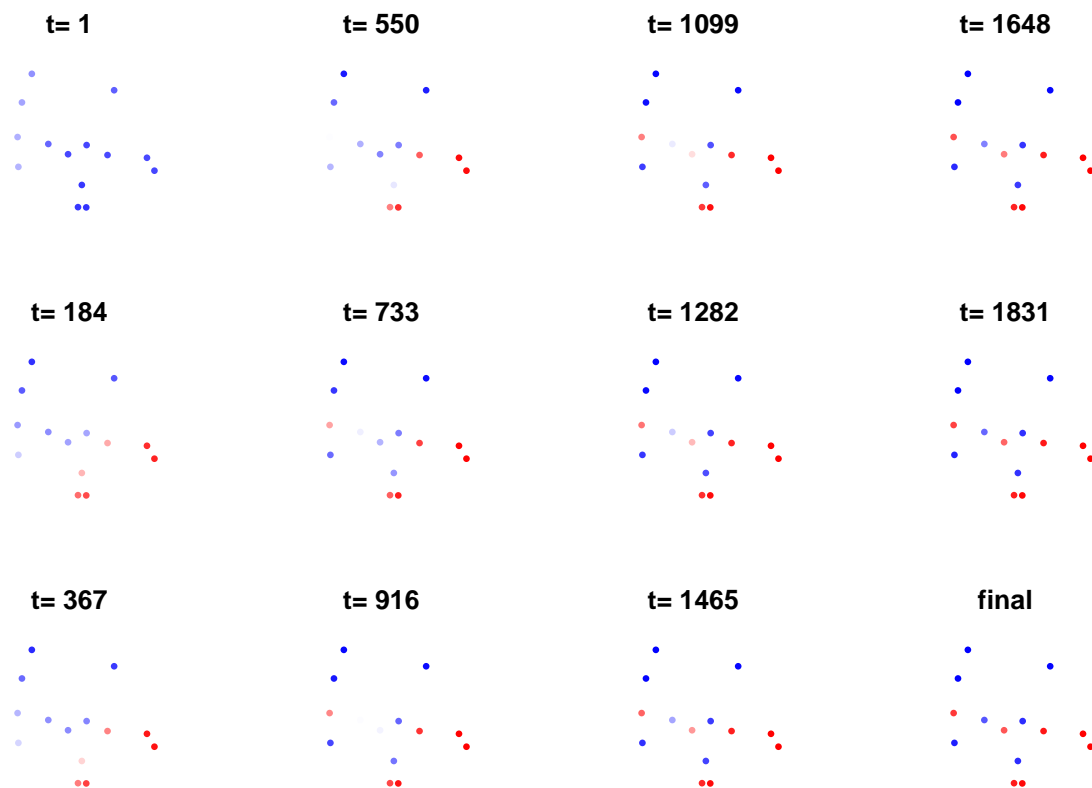 t= 1
t= 550
t= 1099
t= 1648
t= 184
t= 733
t= 1282
t= 1831
t= 367
t= 916
t= 1465
final